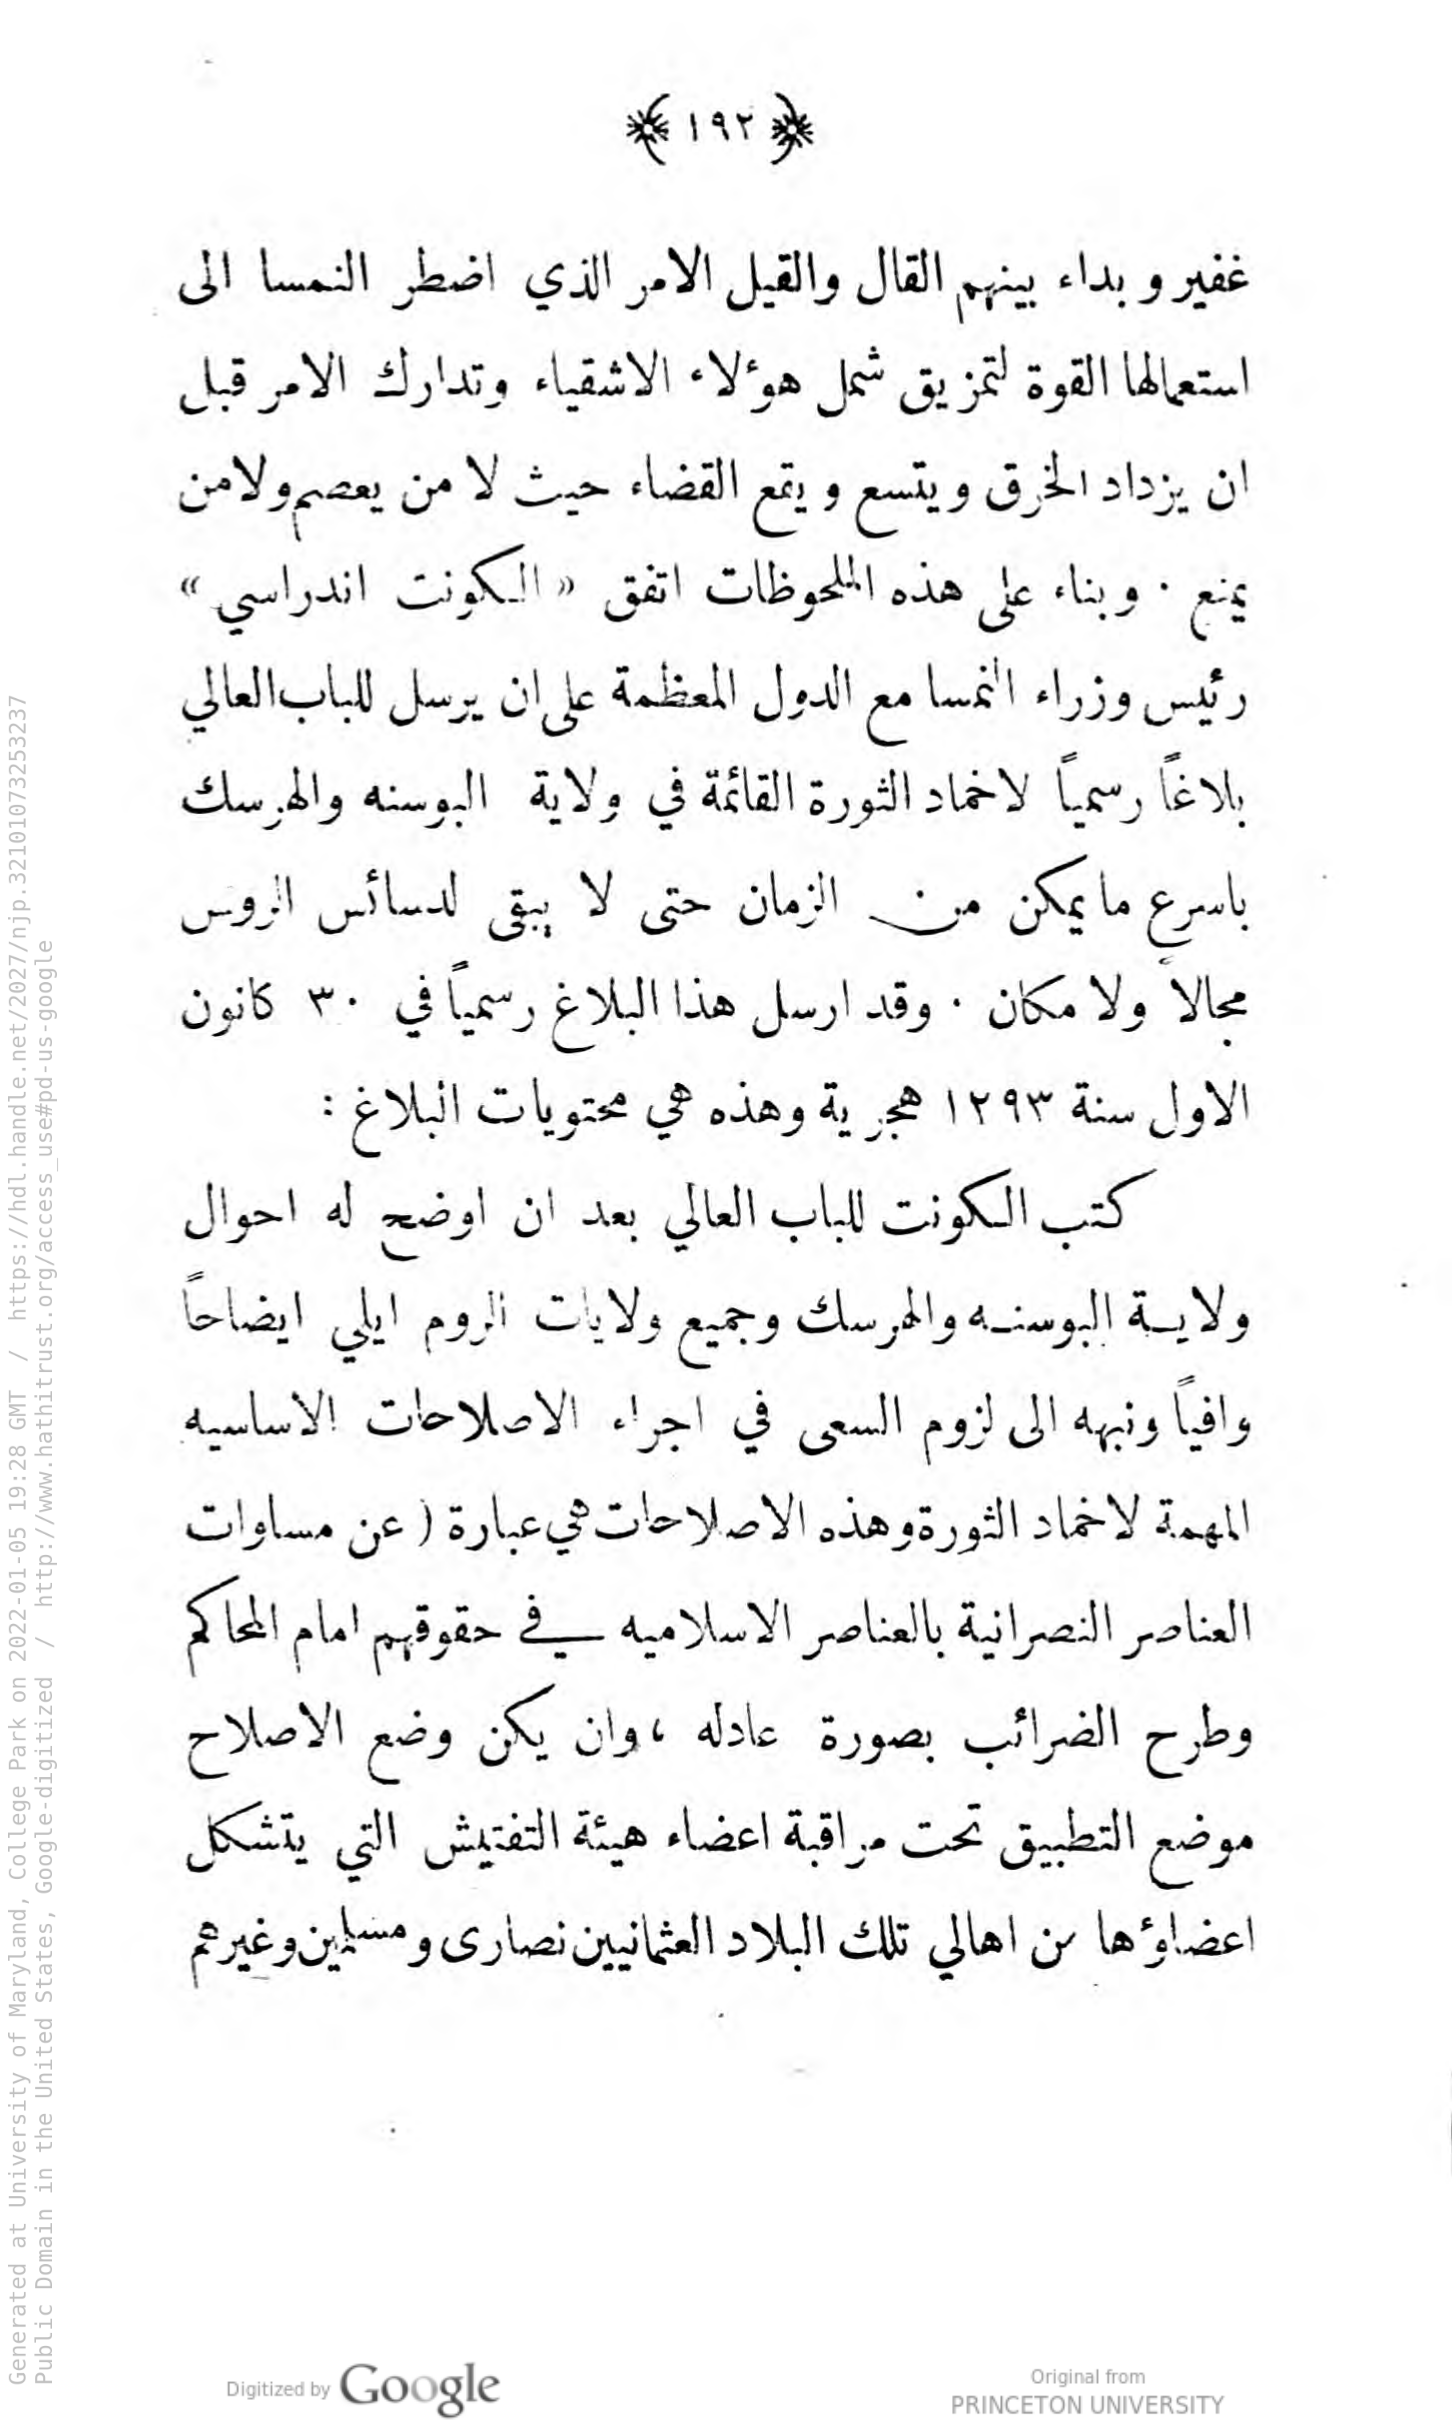 ١٩٢
غفير وبداء بينهم القال والقيل الامر الذي اضطر النمسا الى
استعمالها القوة لتمزيق شمل هوءلاء الاشقياء وتدارك الامر قبل
ان يزداد الخرق ويتسع ويقع القضاء حيث لا من يعصم ولا من
يمنع · وبناء على هذه الملحوظات اتفق « الكونت اندراسي »
رئيس وزراء النمسا مع الدول المعظمة على ان يرسل للباب العالي
بلاغاً رسمياً لاخماد الثورة القائمة في ولاية البوسنه والهرسك
باسرع ما يمكن من الزمان حتى لا يبقى لدسائس الروس
مجالاً ولا مكان · وقد ارسل هذا البلاغ رسمياً في ٣٠ كانون
الاول سنة ١٢٩٣ هجرية وهذه هي محتويات البلاغ :
كتب الكونت للباب العالي بعد ان اوضح له احوال
ولاية البوسنه والهرسك وجميع ولايات الروم ايلي ايضاحاً
وافياً ونبهه الى لزوم السعى في اجراء الاصلاحات الاساسيه
المهمة لاخماد الثورة وهذه الاصلاحات هي عبارة ( عن مساوات
العناصر النصرانية بالعناصر الاسلاميه في حقوقهم امام المحاكم
وطرح الضرائب بصورة عادله ، وان يكن وضع الاصلاح
موضع التطبيق تحت مراقبة اعضاء هيئة التفتيش التي يتشكل
اعضاوءها من اهالي تلك البلاد العثمانيين نصارى ومسلمين وغيرهم
Generated at University of Maryland, College Park on 2022-01-05 19:28 GMT / https://hdl.handle.net/2027/njp.32101073253237
Public Domain in the United States, Google-digitized / http://www.hathitrust.org/access_use#pd-us-google
Digitized by Google
Original from
PRINCETON UNIVERSITY